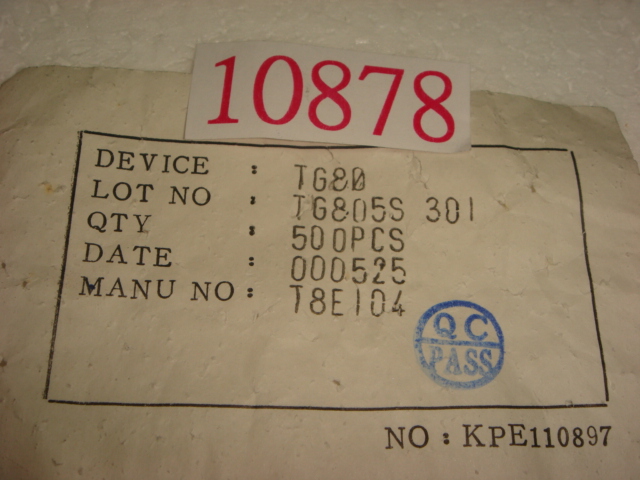 10878
DEVICE : TG80
LOT NO : TG805S 301
QTY : 500PCS
DATE : 000525
MANU NO : T8E104
QC
PASS
NO : KPE110897